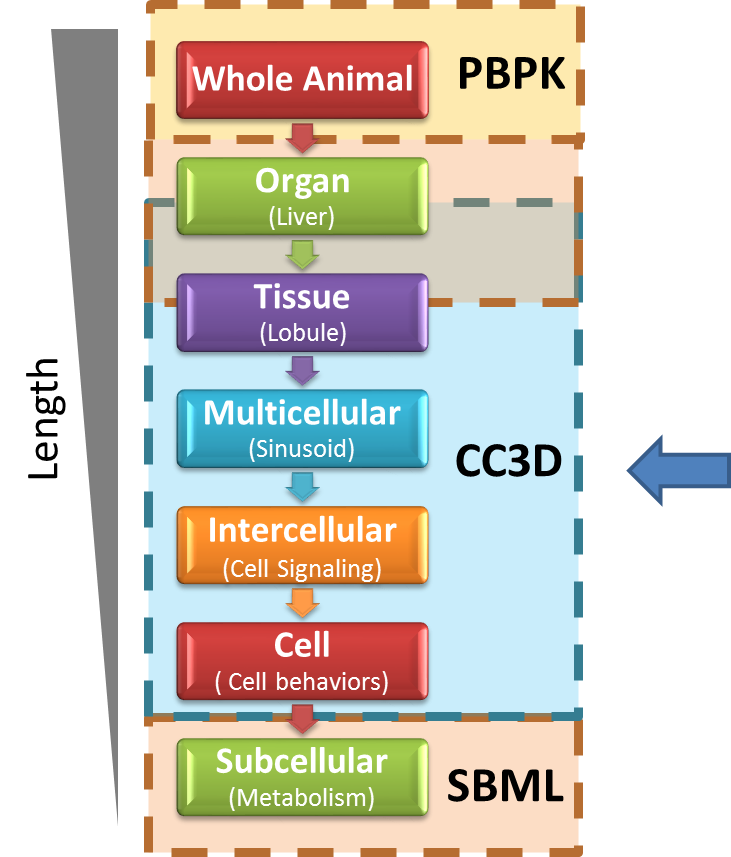 Whole Animal
PBPK
Organ
(Liver)
Tissue
(Lobule)
Length
Multicellular
(Sinusoid)
CC3D
Intercellular
(Cell Signaling)
Cell
( Cell behaviors)
Subcellular
(Metabolism)
SBML